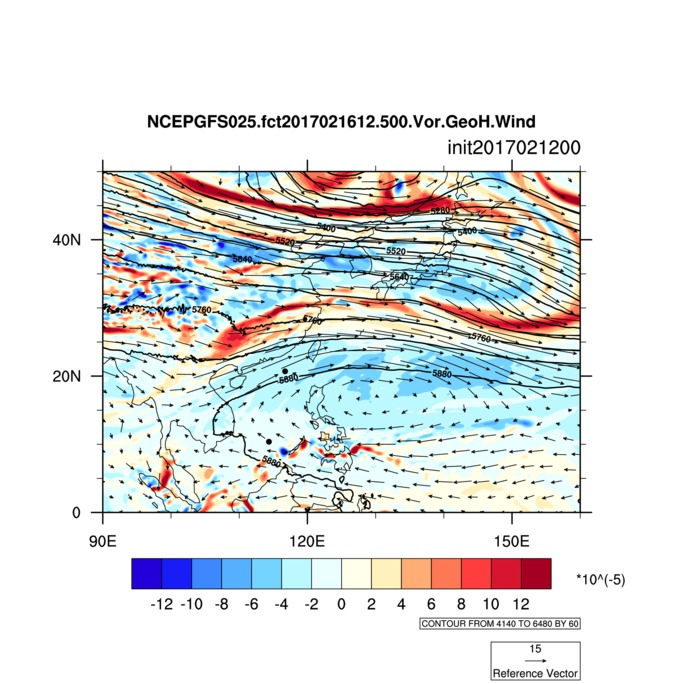 NCEPGFS025.fct2017021612.500.Vor.GeoH.Wind
init2017021200
5280
5400
5400
5520
5520
5640
5640
5760
5760
5760
5880
5880
5880
40N
20N
0
90E 120E 150E
-12 -10 -8 -6 -4 -2 0 2 4 6 8 10 12
*10^(-5)
CONTOUR FROM 4140 TO 6480 BY 60
15
Reference Vector